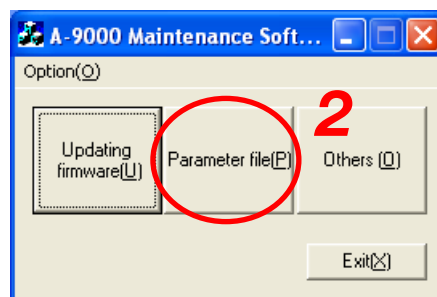 A-9000 Maintenance Soft...
Option(O)
2
Updating
firmware(U)
Parameter file(P)
Others (O)
Exit(X)